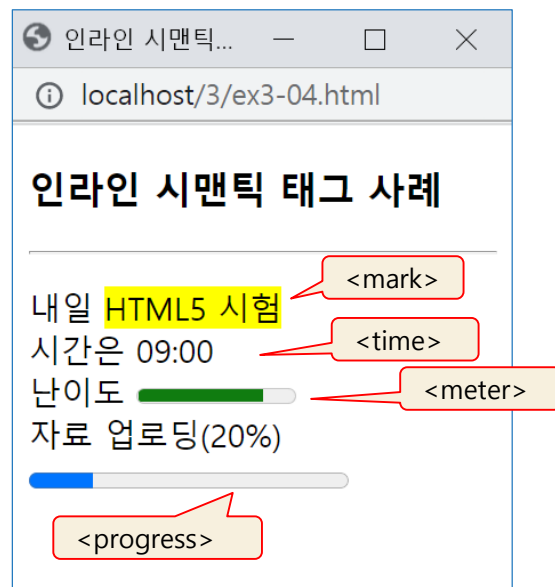 인라인 시맨틱...
localhost/3/ex3-04.html
인라인 시맨틱 태그 사례
<mark>
내일 HTML5 시험
<time>
시간은 09:00
<meter>
난이도
자료 업로딩(20%)
<progress>